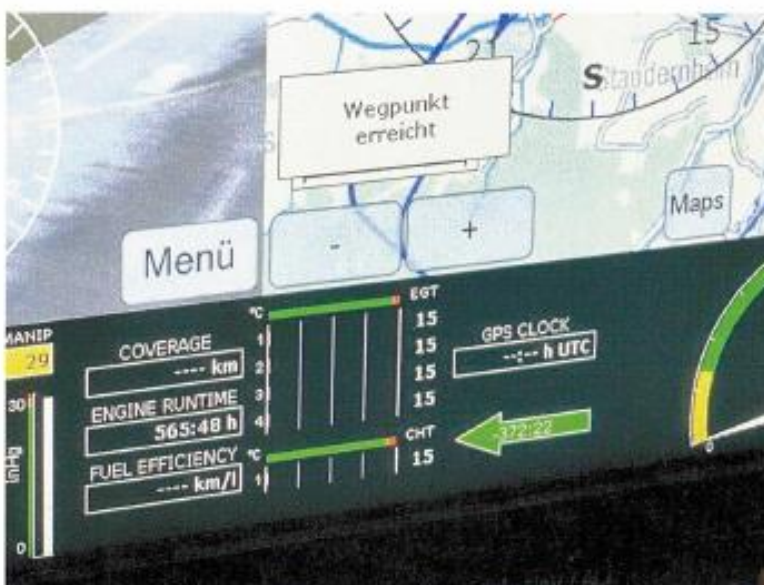 21
15
S
Standernheim
Wegpunkt
erreicht
Menü
-
+
Maps
MANIP
29
30
inHg
0
COVERAGE
---- km
ENGINE RUNTIME
565:48 h
FUEL EFFICIENCY
---- km/l
°C
EGT
1
15
2
15
3
15
4
15
°C
CHT
1
15
GPS CLOCK
--:-- h UTC
-372:22
0